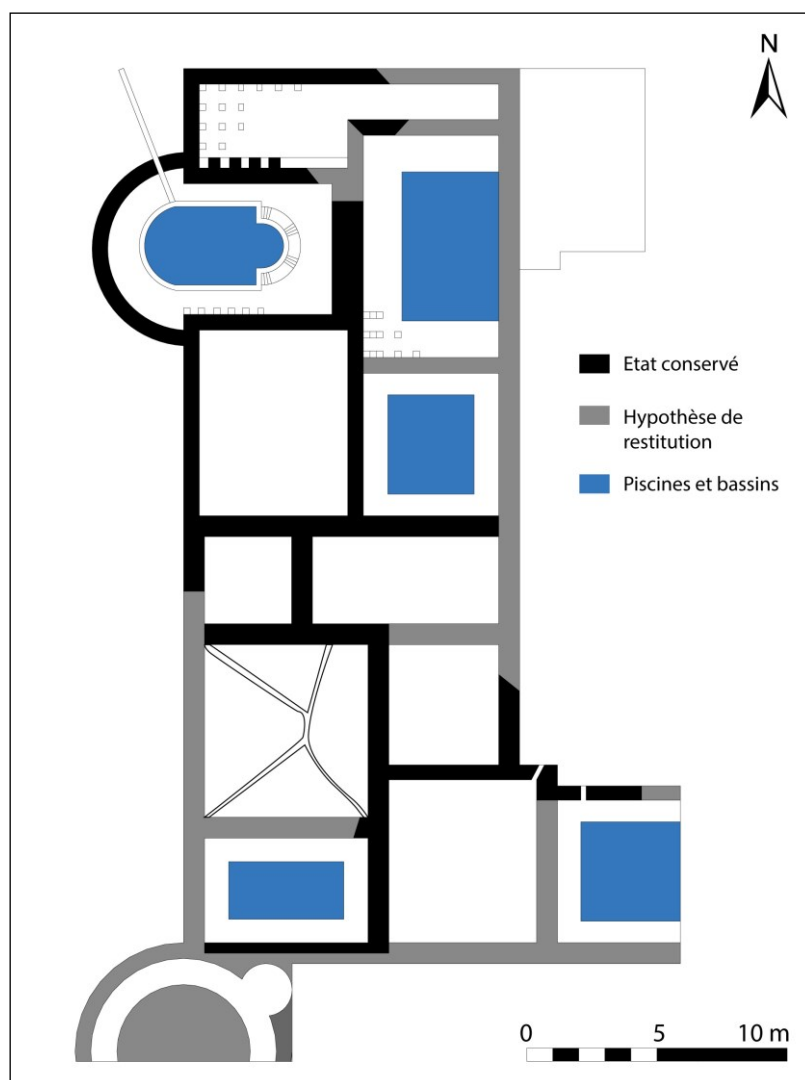 N
Etat conservé
Hypothèse de
restitution
Piscines et bassins
0 5 10 m